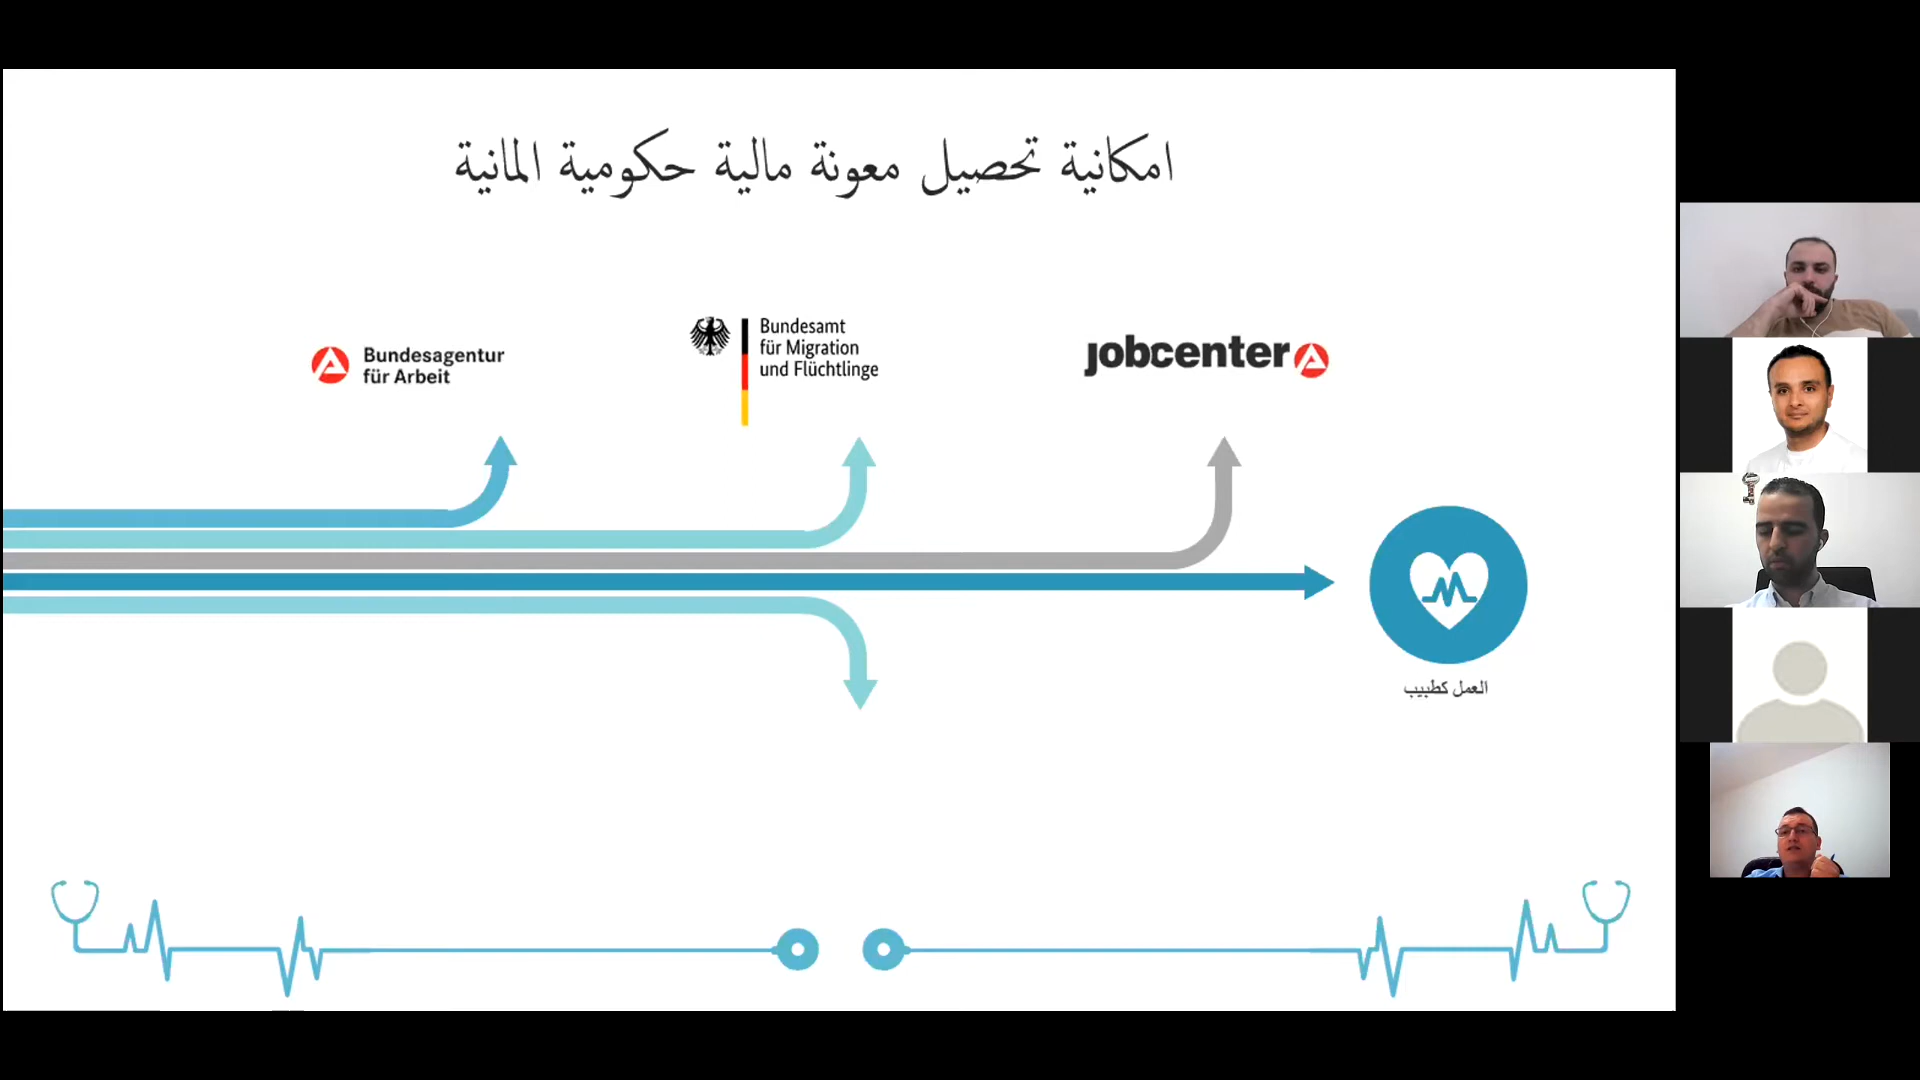 امكانية تحصيل معونة مالية حكومية المانية
Bundesagentur
für Arbeit
Bundesamt
für Migration
und Flüchtlinge
jobcenter
العمل كطبيب